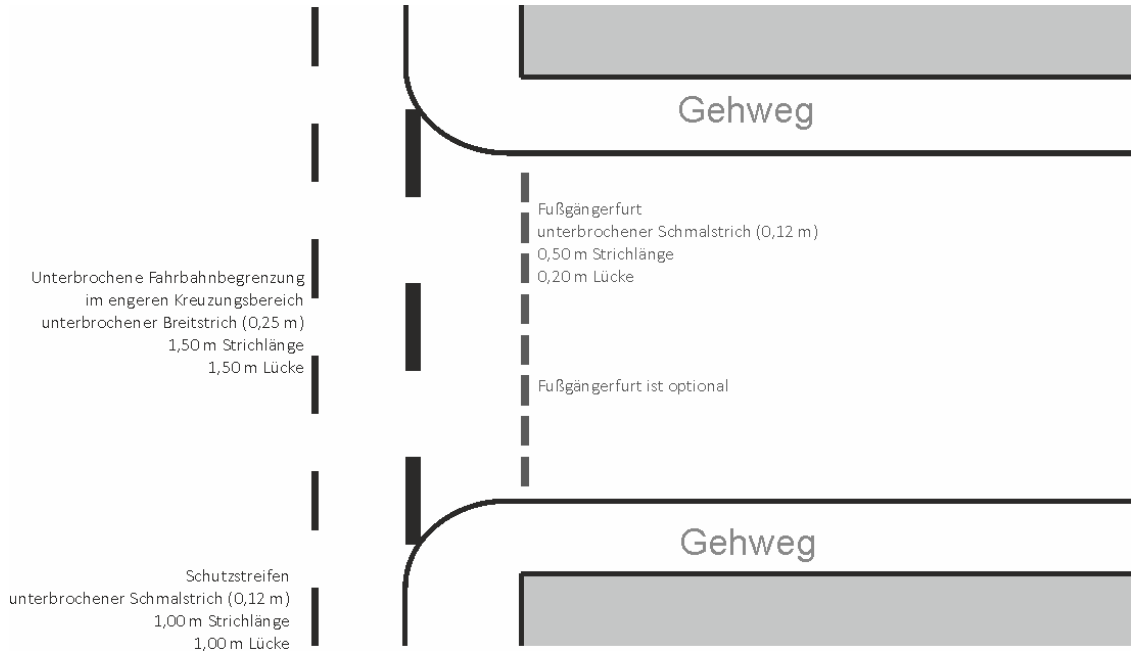 Gehweg
Fußgängerfurt
unterbrochener Schmalstrich (0,12 m)
0,50 m Strichlänge
0,20 m Lücke
Unterbrochene Fahrbahnbegrenzung
im engeren Kreuzungsbereich
unterbrochener Breitstrich (0,25 m)
1,50 m Strichlänge
1,50 m Lücke
Fußgängerfurt ist optional
Gehweg
Schutzstreifen
unterbrochener Schmalstrich (0,12 m)
1,00 m Strichlänge
1,00 m Lücke